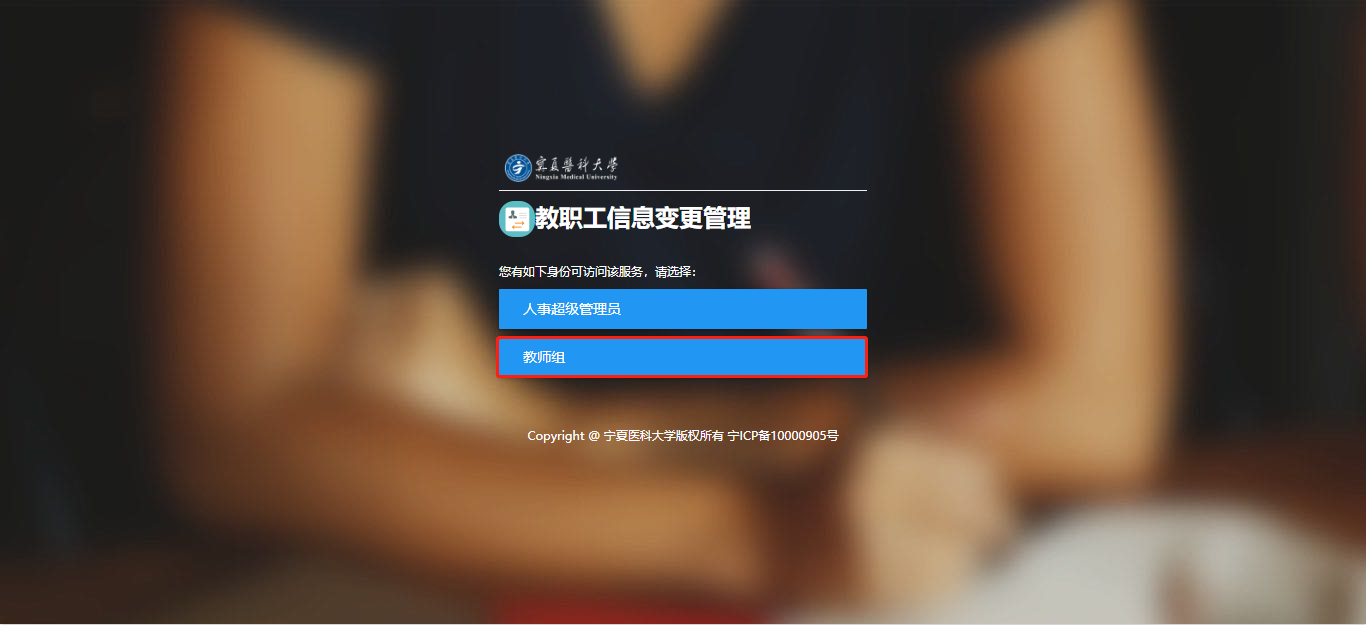 寧夏醫科大學
Ningxia Medical University
教职工信息变更管理
您有如下身份可访问该服务，请选择：
人事超级管理员
教师组
Copyright @ 宁夏医科大学版权所有 宁ICP备10000905号